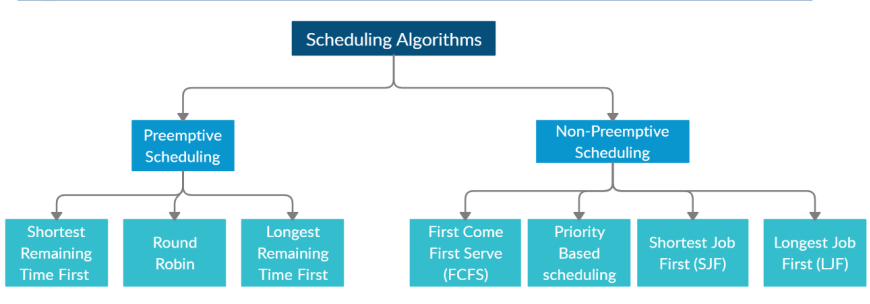 Scheduling Algorithms
Preemptive
Scheduling
Non-Preemptive
Scheduling
Shortest
Remaining
Time First
Round
Robin
Longest
Remaining
Time First
First Come
First Serve
(FCFS)
Priority
Based
scheduling
Shortest Job
First (SJF)
Longest Job
First (LJF)